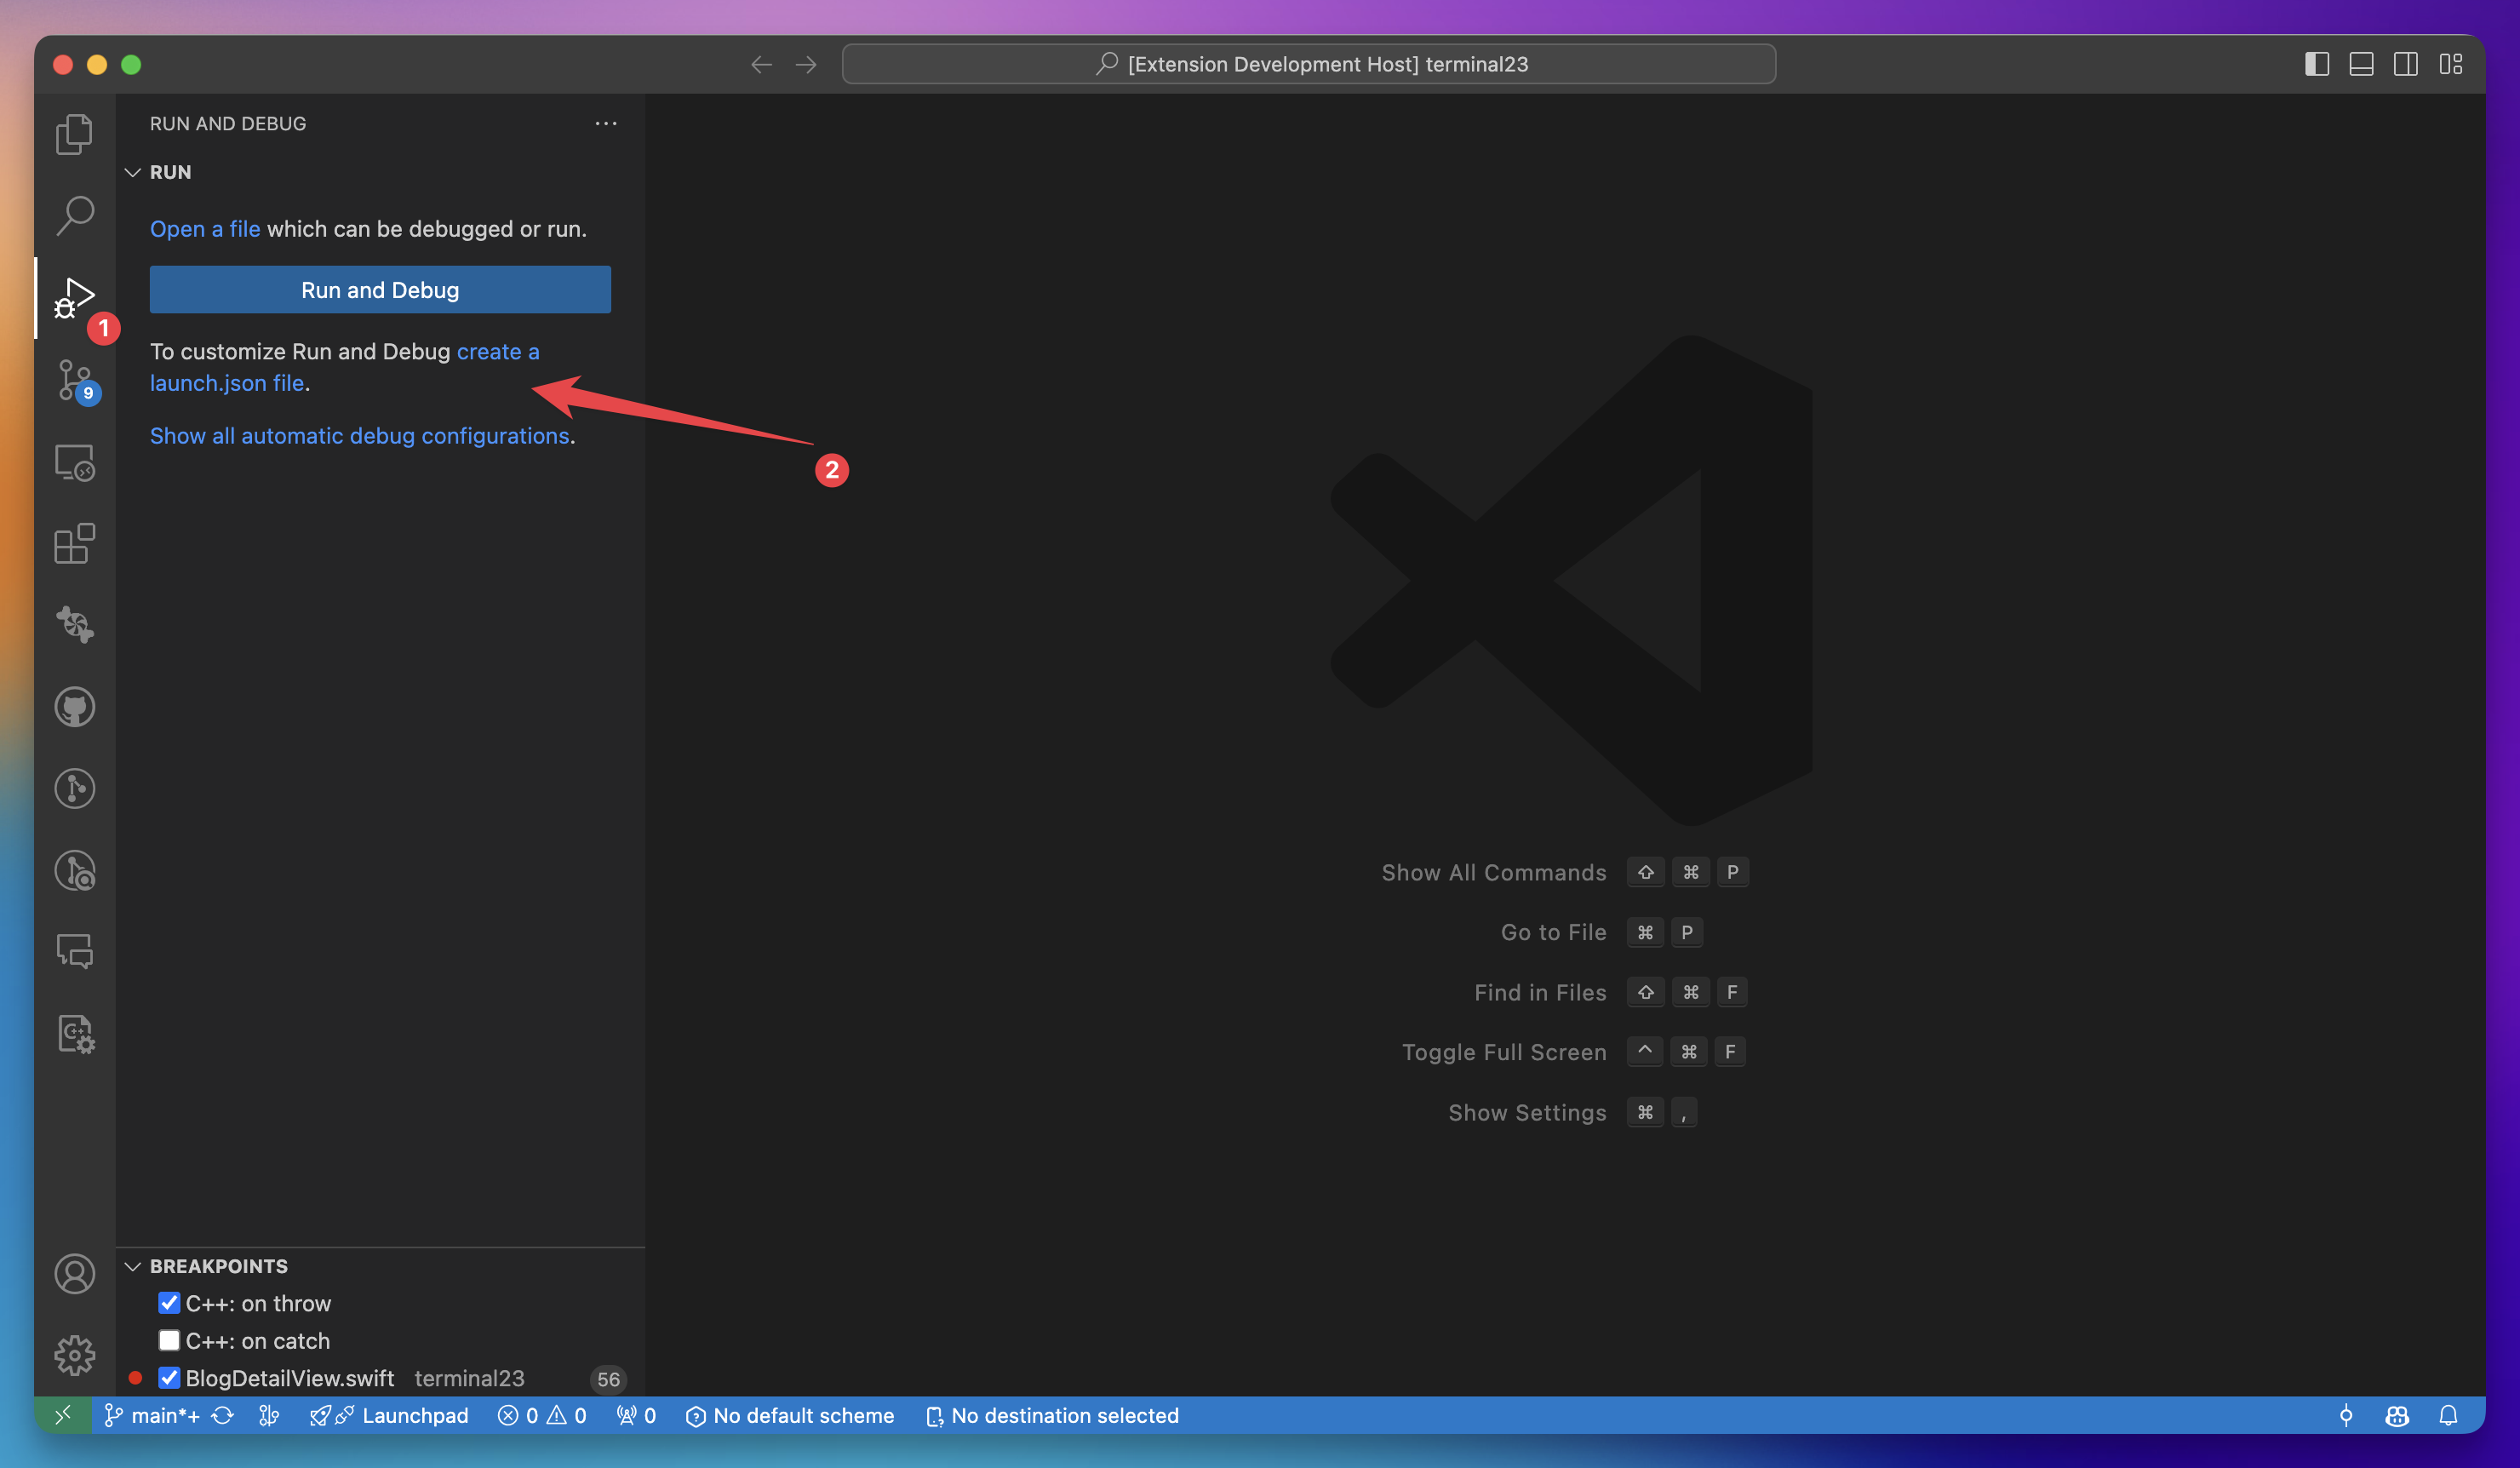 [Extension Development Host] terminal23
RUN AND DEBUG
RUN
Open a file which can be debugged or run.
Run and Debug
1
To customize Run and Debug create a
launch.json file.
9
Show all automatic debug configurations.
2
Show All Commands ⇧ ⌘ P
Go to File ⌘ P
Find in Files ⇧ ⌘ F
Toggle Full Screen ^ ⌘ F
Show Settings ⌘ ,
C++
BREAKPOINTS
C++: on throw
C++: on catch
BlogDetailView.swift terminal23 56
main*+ Launchpad 0 0 0 No default scheme No destination selected